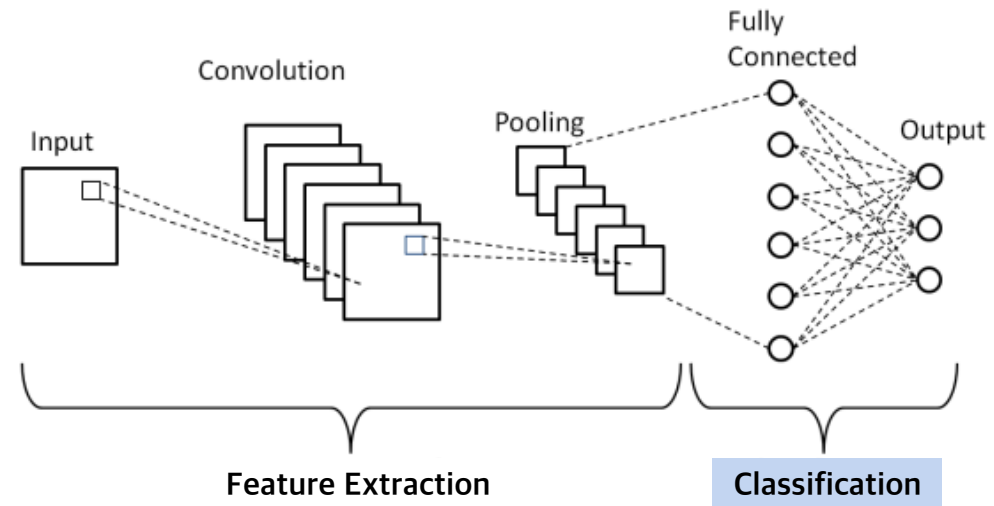 Fully
Connected
Convolution
Pooling
Output
Input
Feature Extraction
Classification